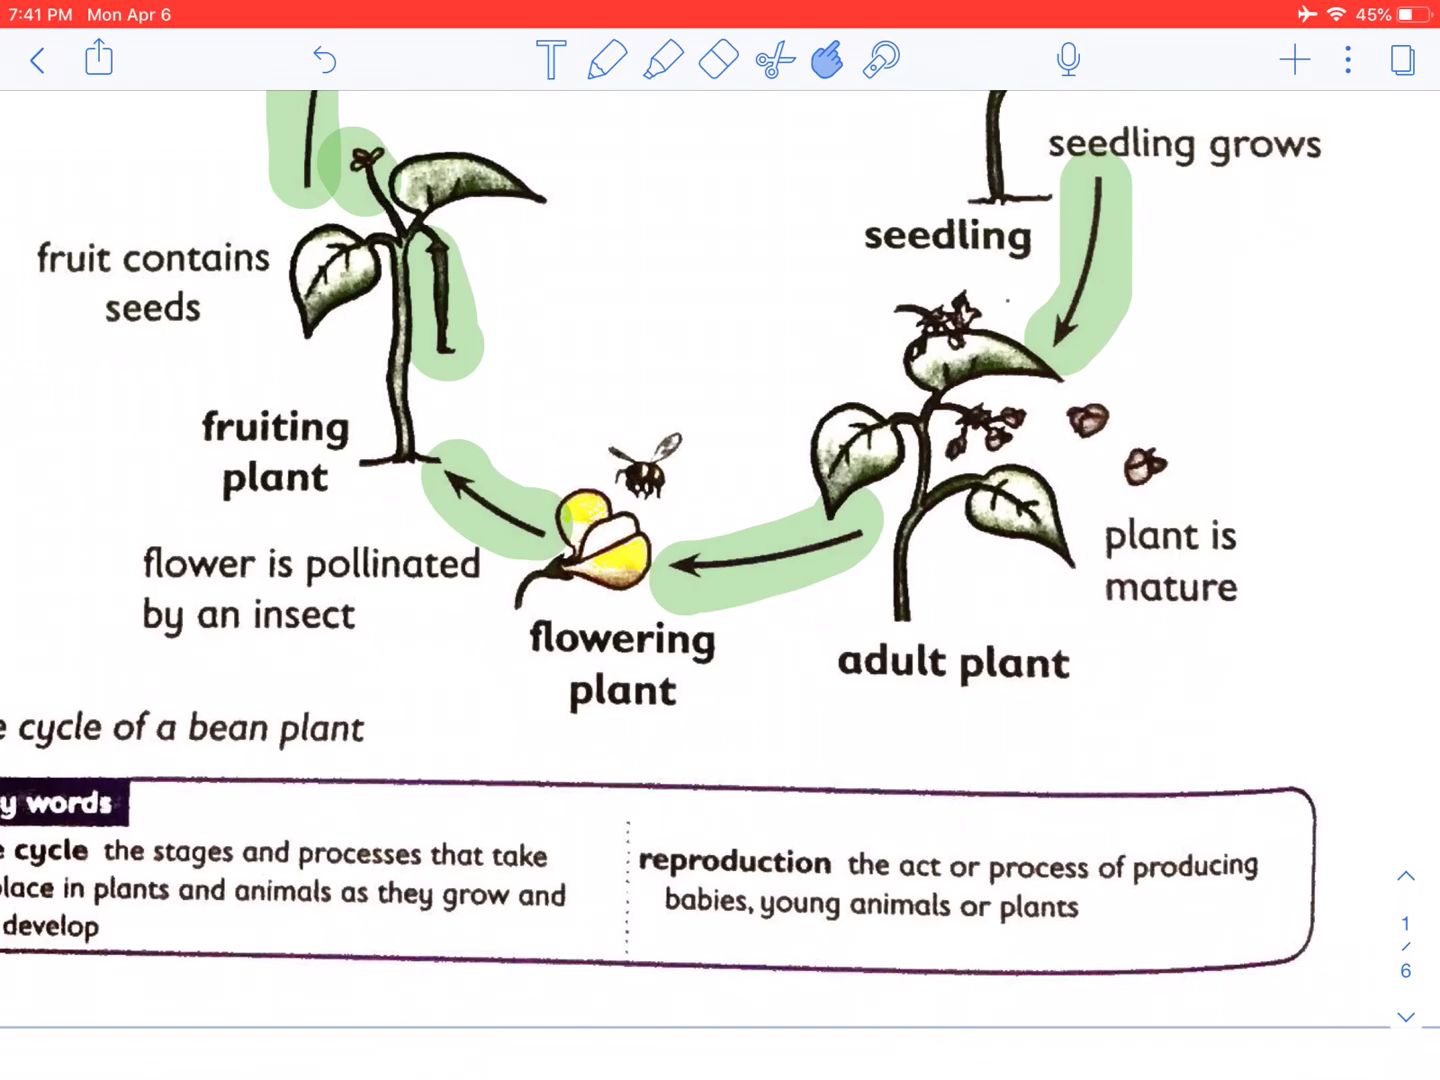 7:41 PM Mon Apr 6
45%
T
seedling grows
seedling
fruit contains
seeds
fruiting
plant
plant is
mature
flower is pollinated
by an insect
flowering
plant
adult plant
e cycle of a bean plant
y words
e cycle the stages and processes that take
lace in plants and animals as they grow and
develop
reproduction the act or process of producing
babies, young animals or plants
1
/
6